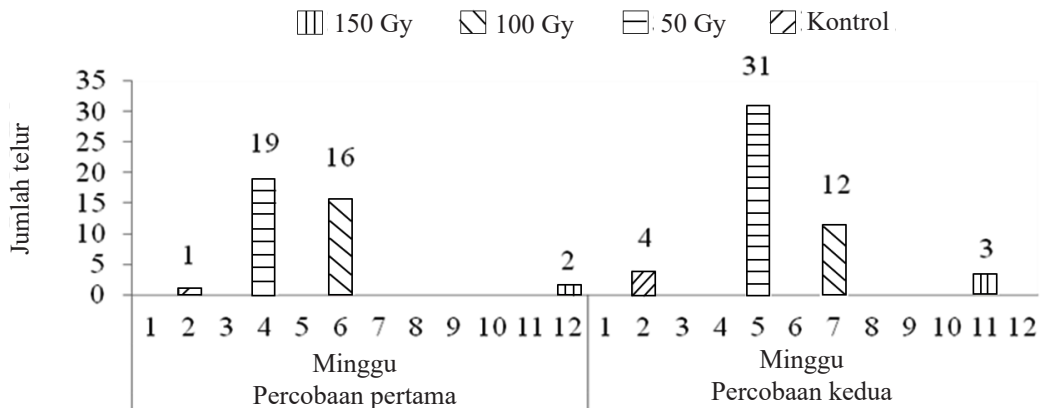 150 Gy 100 Gy 50 Gy Kontrol
Jumlah telur
35
30
25
20
15
10
5
0
1 19 16 2 4 31 12 3
1 2 3 4 5 6 7 8 9 10 11 12 1 2 3 4 5 6 7 8 9 10 11 12
Minggu Minggu
Percobaan pertama Percobaan kedua